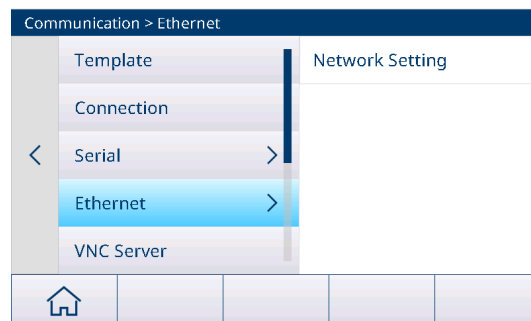 Communication > Ethernet
Template
Network Setting
Connection
Serial
Ethernet
VNC Server